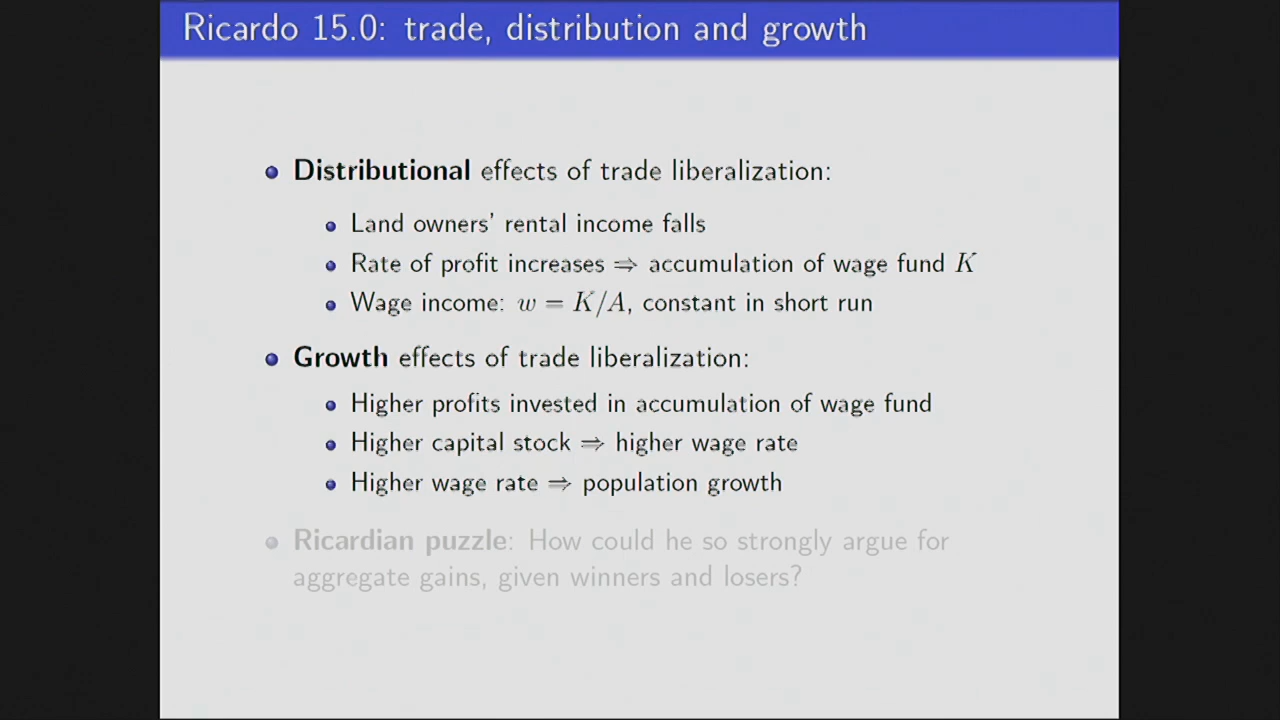 Ricardo 15.0: trade, distribution and growth
Distributional effects of trade liberalization:
Land owners' rental income falls
Rate of profit increases ⇒ accumulation of wage fund K
Wage income: w = K/A, constant in short run
Growth effects of trade liberalization:
Higher profits invested in accumulation of wage fund
Higher capital stock ⇒ higher wage rate
Higher wage rate ⇒ population growth
Ricardian puzzle: How could he so strongly argue for
aggregate gains, given winners and losers?